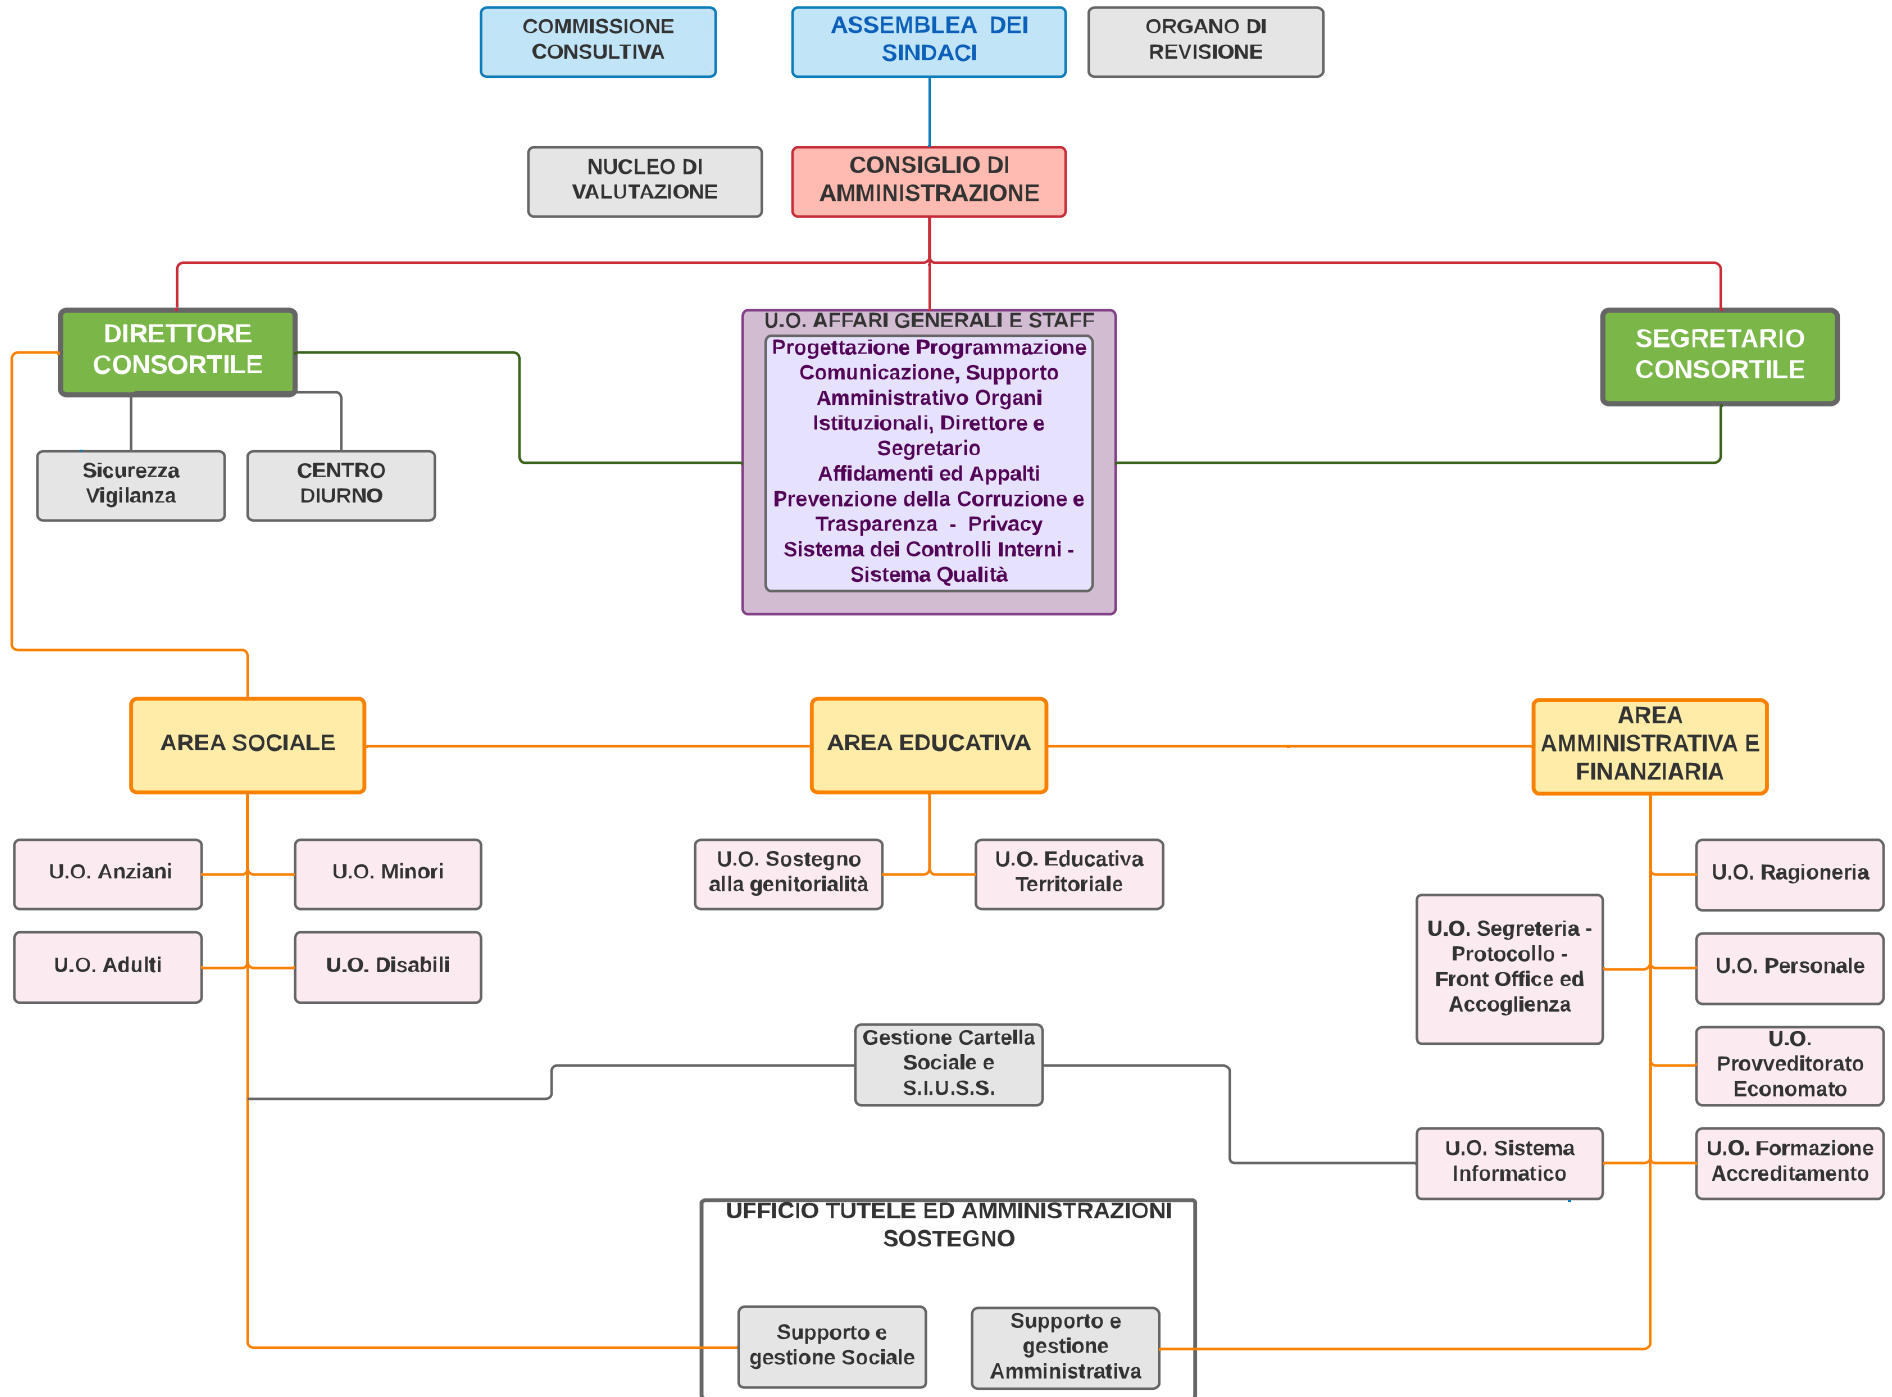 COMMISSIONE
CONSULTIVA
ASSEMBLEA DEI
SINDACI
ORGANO DI
REVISIONE
NUCLEO DI
VALUTAZIONE
CONSIGLIO DI
AMMINISTRAZIONE
DIRETTORE
CONSORTILE
U.O. AFFARI GENERALI E STAFF
Progettazione Programmazione
Comunicazione, Supporto
Amministrativo Organi
Istituzionali, Direttore e
Segretario
Affidamenti ed Appalti
Prevenzione della Corruzione e
Trasparenza - Privacy
Sistema dei Controlli Interni -
Sistema Qualità
SEGRETARIO
CONSORTILE
Sicurezza
Vigilanza
CENTRO
DIURNO
AREA SOCIALE
AREA EDUCATIVA
AREA
AMMINISTRATIVA E
FINANZIARIA
U.O. Anziani
U.O. Minori
U.O. Adulti
U.O. Disabili
U.O. Sostegno
alla genitorialità
U.O. Educativa
Territoriale
U.O. Ragioneria
U.O. Segreteria -
Protocollo -
Front Office ed
Accoglienza
U.O. Personale
U.O.
Provveditorato
Economato
Gestione Cartella
Sociale e
S.I.U.S.S.
U.O. Sistema
Informatico
U.O. Formazione
Accreditamento
UFFICIO TUTELE ED AMMINISTRAZIONI
SOSTEGNO
Supporto e
gestione Sociale
Supporto e
gestione
Amministrativa